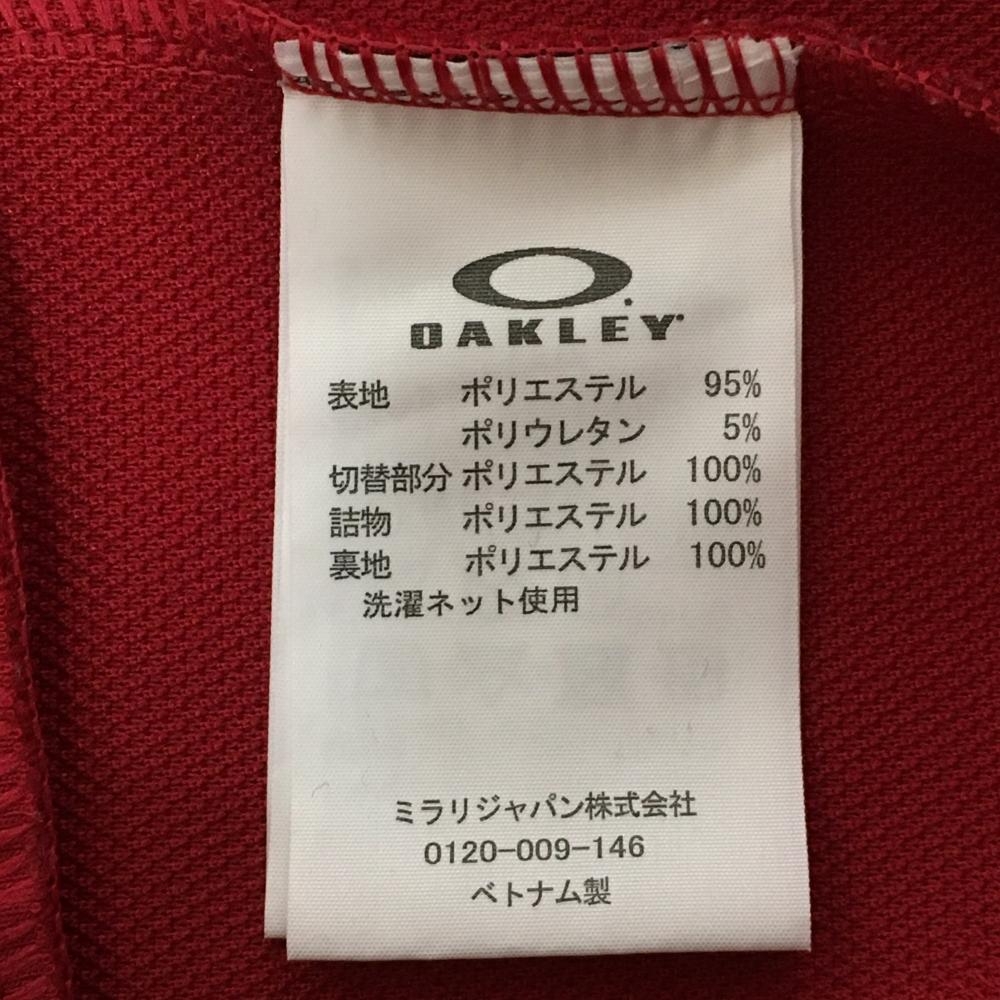 OAKLEY
表地 ポリエステル 95%
ポリウレタン 5%
切替部分 ポリエステル 100%
詰物 ポリエステル 100%
裏地 ポリエステル 100%
洗濯ネット使用
ミラリジャパン株式会社
0120-009-146
ベトナム製